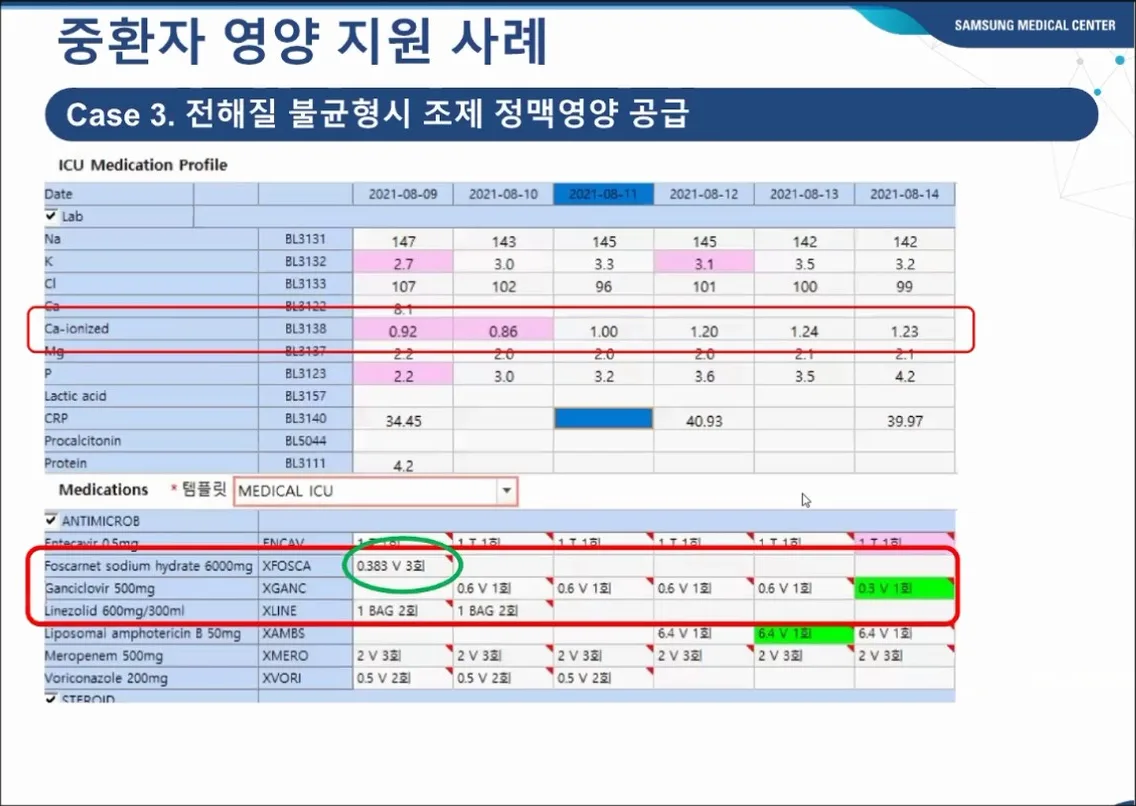 SAMSUNG MEDICAL CENTER
중환자 영양 지원 사례
Case 3. 전해질 불균형시 조제 정맥영양 공급
ICU Medication Profile
Date 2021-08-09 2021-08-10 2021-08-11 2021-08-12 2021-08-13 2021-08-14
Lab
Na BL3131 147 143 145 145 142 142
K BL3132 2.7 3.0 3.3 3.1 3.5 3.2
Cl BL3133 107 102 96 101 100 99
Ca BL3122 8.1
Ca-ionized BL3138 0.92 0.86 1.00 1.20 1.24 1.23
Mg BL3137 2.2 2.0 2.0 2.0 2.1 2.1
P BL3123 2.2 3.0 3.2 3.6 3.5 4.2
Lactic acid BL3157
CRP BL3140 34.45 40.93 39.97
Procalcitonin BL5044
Protein BL3111 4.2
Medications * 템플릿 MEDICAL ICU
ANTIMICROB
Entecavir 0.5mg ENCAV 1 T 1회 1 T 1회 1 T 1회 1 T 1회 1 T 1회 1 T 1회
Foscarnet sodium hydrate 6000mg XFOSCA 0.383 V 3회
Ganciclovir 500mg XGANC 0.6 V 1회 0.6 V 1회 0.6 V 1회 0.6 V 1회 0.3 V 1회
Linezolid 600mg/300ml XLINE 1 BAG 2회 1 BAG 2회
Liposomal amphotericin B 50mg XAMBS 6.4 V 1회 6.4 V 1회 6.4 V 1회
Meropenem 500mg XMERO 2 V 3회 2 V 3회 2 V 3회 2 V 3회 2 V 3회 2 V 3회
Voriconazole 200mg XVORI 0.5 V 2회 0.5 V 2회 0.5 V 2회
STEROID